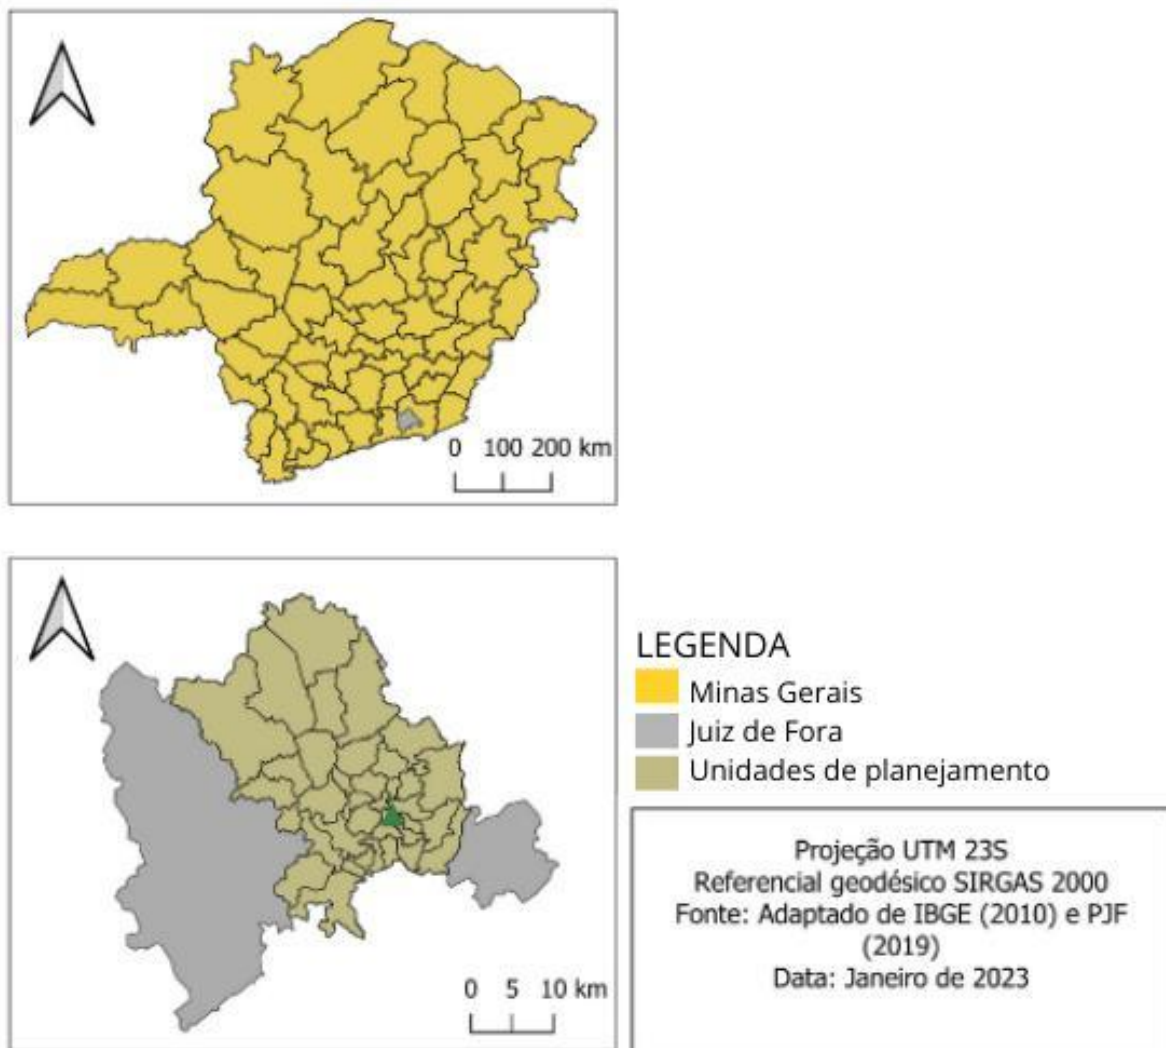 0 100 200 km
LEGENDA
Minas Gerais
Juiz de Fora
Unidades de planejamento
0 5 10 km
Projeção UTM 23S
Referencial geodésico SIRGAS 2000
Fonte: Adaptado de IBGE (2010) e PJF
(2019)
Data: Janeiro de 2023